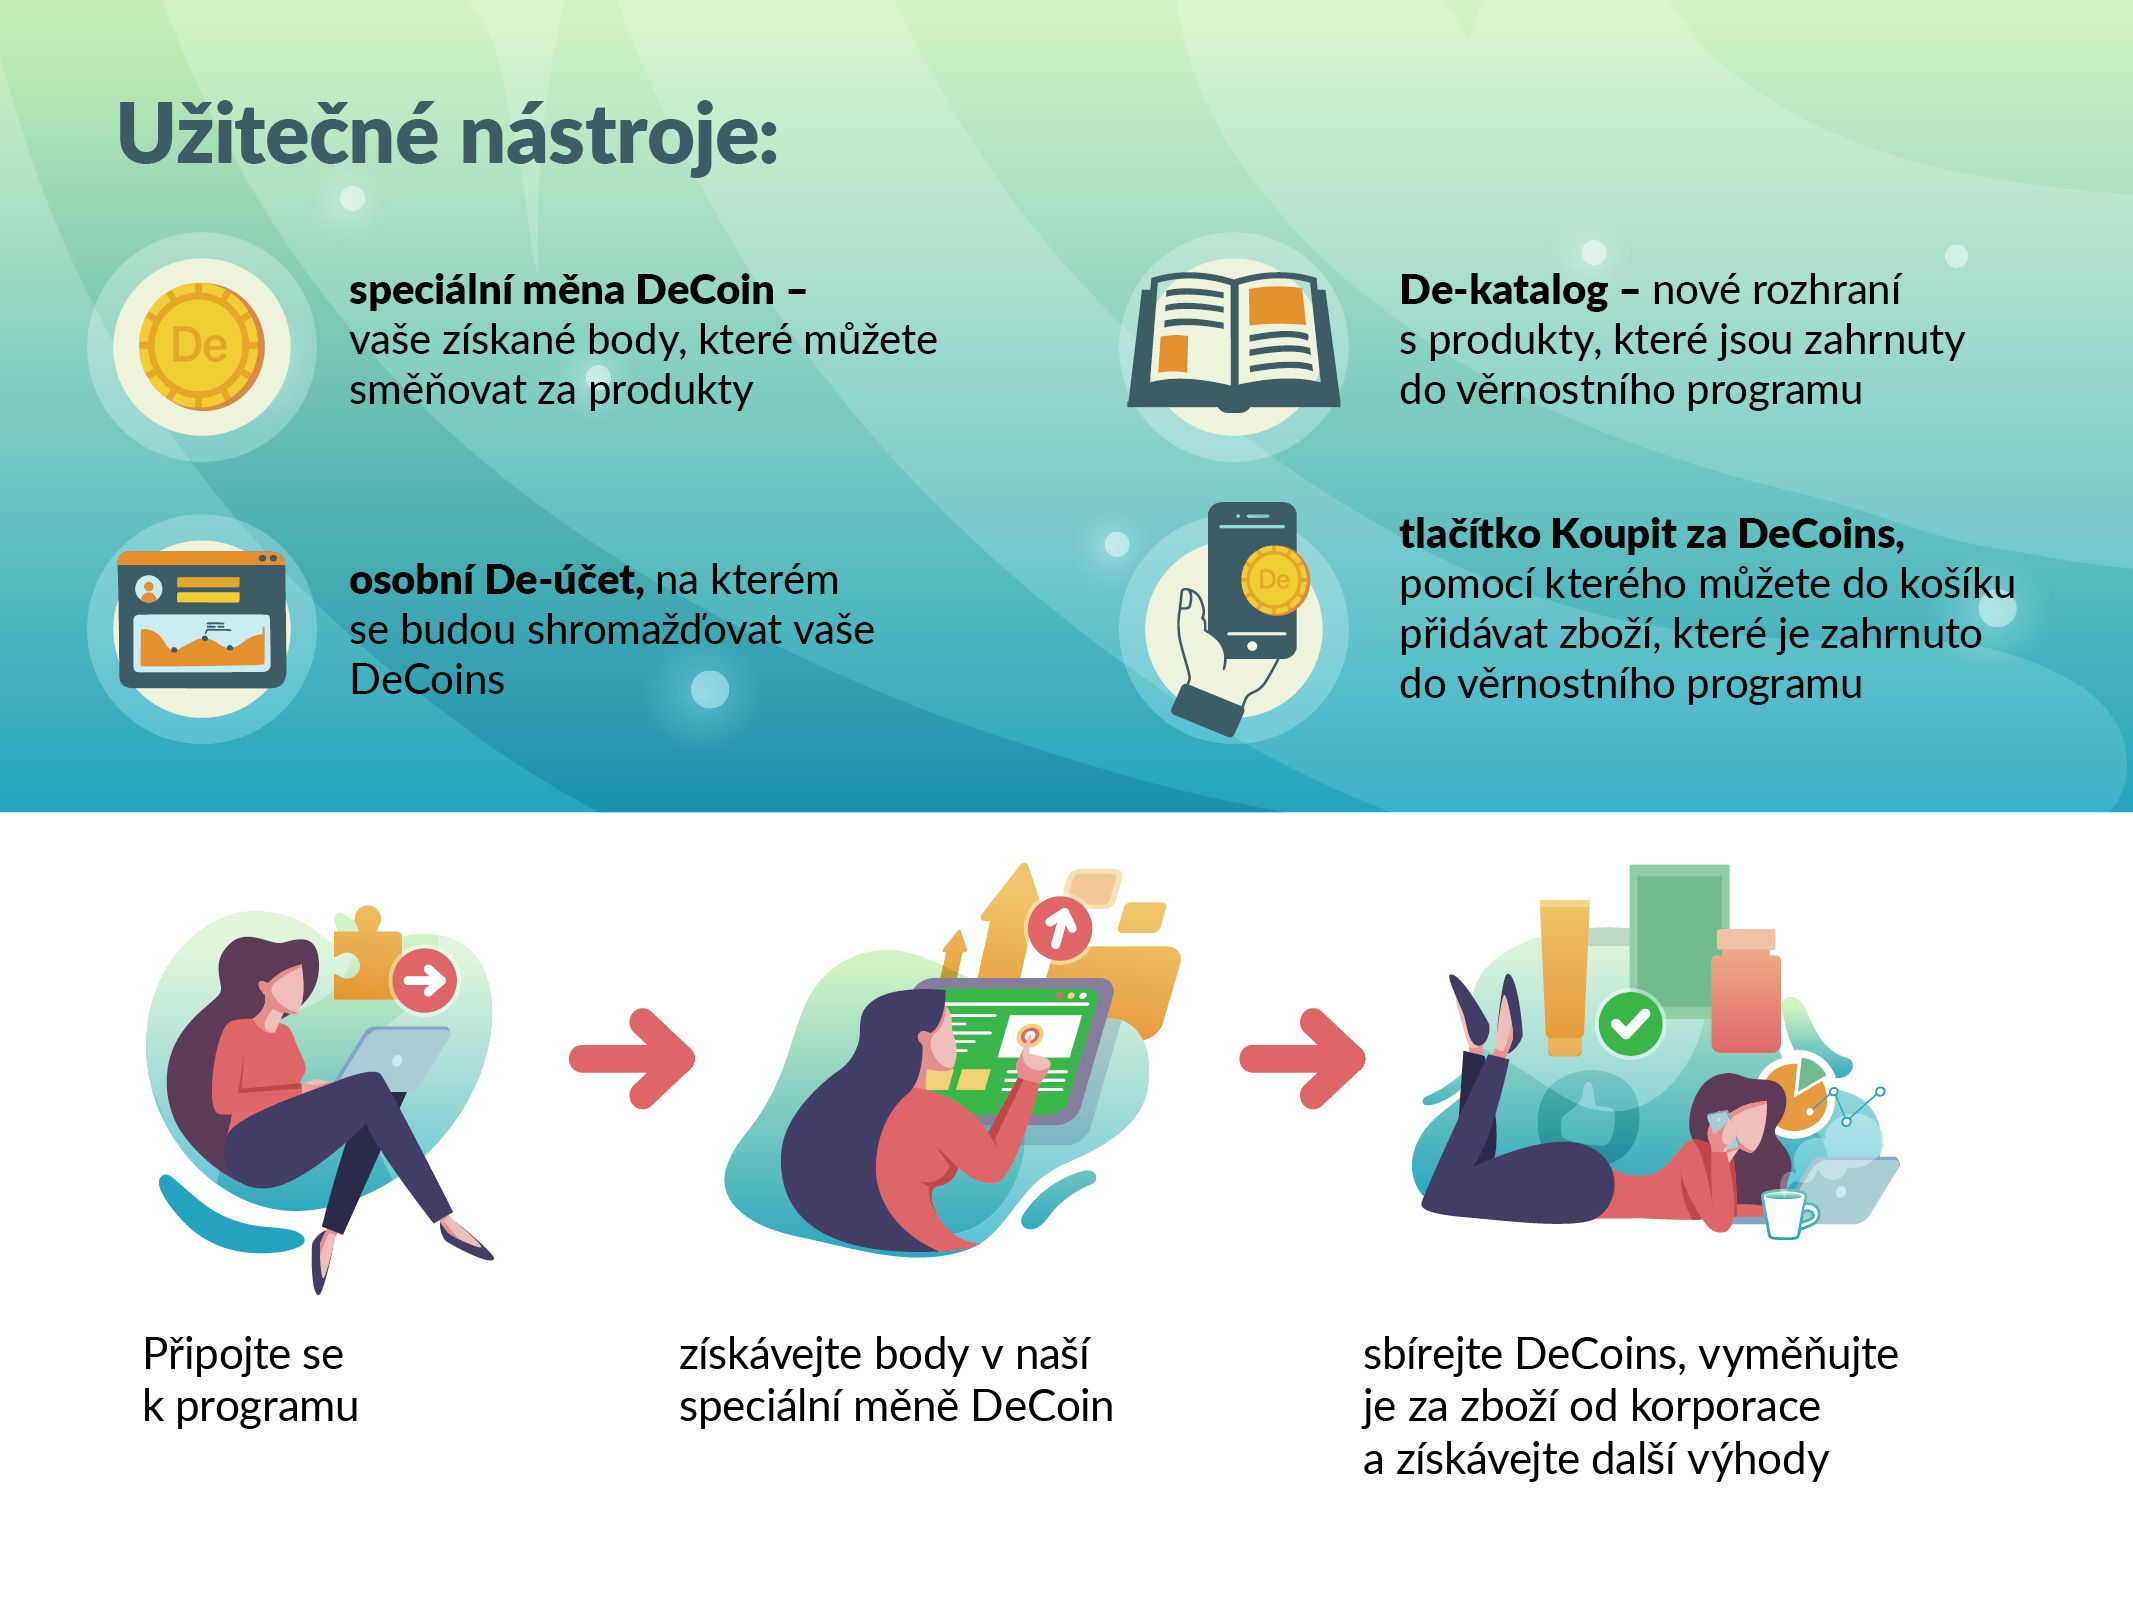 Užitečné nástroje:
De
speciální měna DeCoin –
vaše získané body, které můžete
směňovat za produkty
De-katalog – nové rozhraní
s produkty, které jsou zahrnuty
do věrnostního programu
osobní De-účet, na kterém
se budou shromažďovat vaše
DeCoins
De
tlačítko Koupit za DeCoins,
pomocí kterého můžete do košíku
přidávat zboží, které je zahrnuto
do věrnostního programu
Připojte se
k programu
získávejte body v naší
speciální měně DeCoin
sbírejte DeCoins, vyměňujte
je za zboží od korporace
a získávejte další výhody